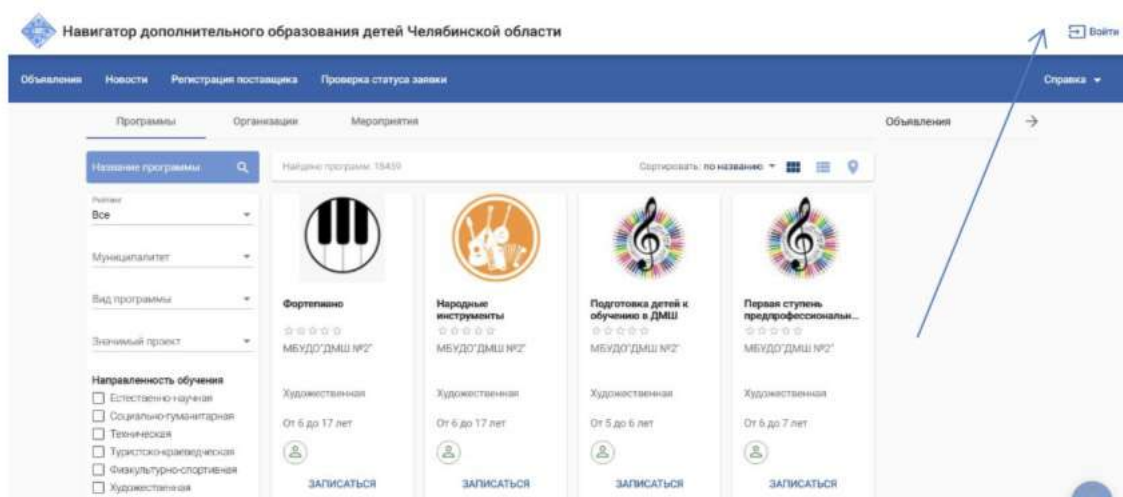 Навигатор дополнительного образования детей Челябинской области
Войти
Объявления Новости Регистрация поставщика Проверка статуса заявки Справка
Программы Организации Мероприятия Объявления
Название программы
Найдено программ: 18459 Сортировать: по названию
Рейтинг
Все
Муниципалитет
Вид программы
Значимый проект
Направленность обучения
Естественно-научная
Социально-гуманитарная
Техническая
Туристско-краеведческая
Физкультурно-спортивная
Художественная
Фортепиано
МБУДО"ДМШ №2"
Художественная
От 6 до 17 лет
ЗАПИСАТЬСЯ
Народные
инструменты
МБУДО"ДМШ №2"
Художественная
От 6 до 17 лет
ЗАПИСАТЬСЯ
Подготовка детей к
обучению в ДМШ
МБУДО"ДМШ №2"
Художественная
От 5 до 6 лет
ЗАПИСАТЬСЯ
Первая ступень
предпрофессиональн...
МБУДО"ДМШ №2"
Художественная
От 6 до 7 лет
ЗАПИСАТЬСЯ